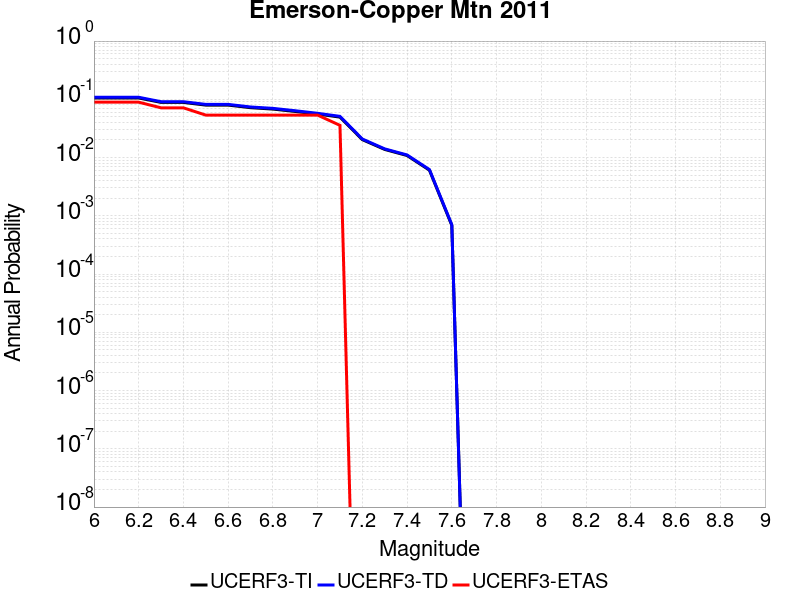 Emerson-Copper Mtn 2011
10^0
10^-1
10^-2
10^-3
10^-4
10^-5
10^-6
10^-7
10^-8
Annual Probability
6 6.2 6.4 6.6 6.8 7 7.2 7.4 7.6 7.8 8 8.2 8.4 8.6 8.8 9
Magnitude
UCERF3-TI UCERF3-TD UCERF3-ETAS